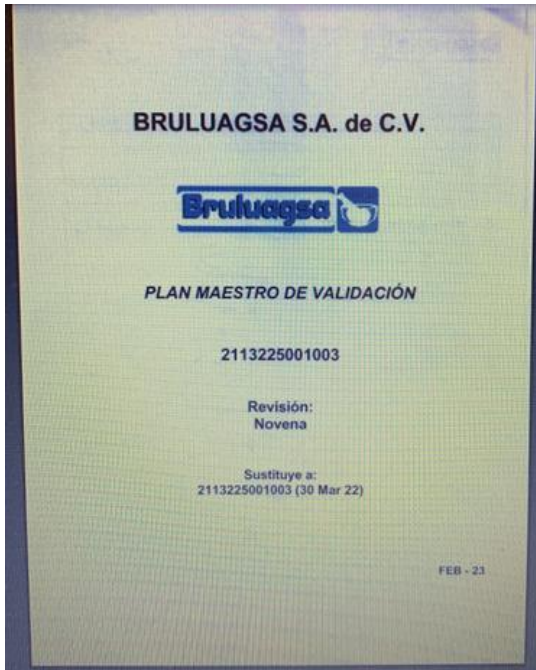 BRULUAGSA S.A. de C.V.
Bruluagsa
PLAN MAESTRO DE VALIDACIÓN
2113225001003
Revisión:
Novena
Sustituye a:
2113225001003 (30 Mar 22)
FEB - 23